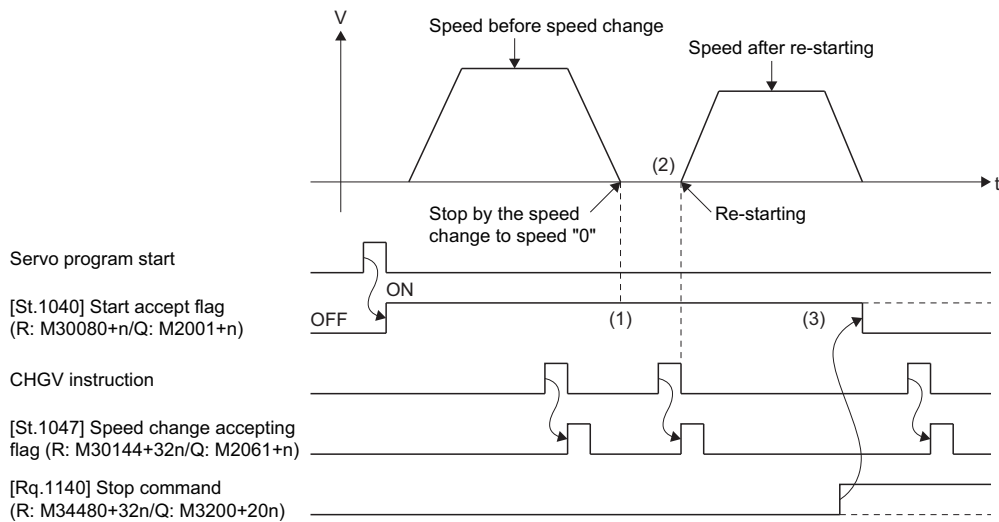 V
Speed before speed change
Speed after re-starting
(2)
t
Stop by the speed
change to speed "0"
Re-starting
Servo program start
ON
[St.1040] Start accept flag
(R: M30080+n/Q: M2001+n)
OFF
(1)
(3)
CHGV instruction
[St.1047] Speed change accepting
flag (R: M30144+32n/Q: M2061+n)
[Rq.1140] Stop command
(R: M34480+32n/Q: M3200+20n)